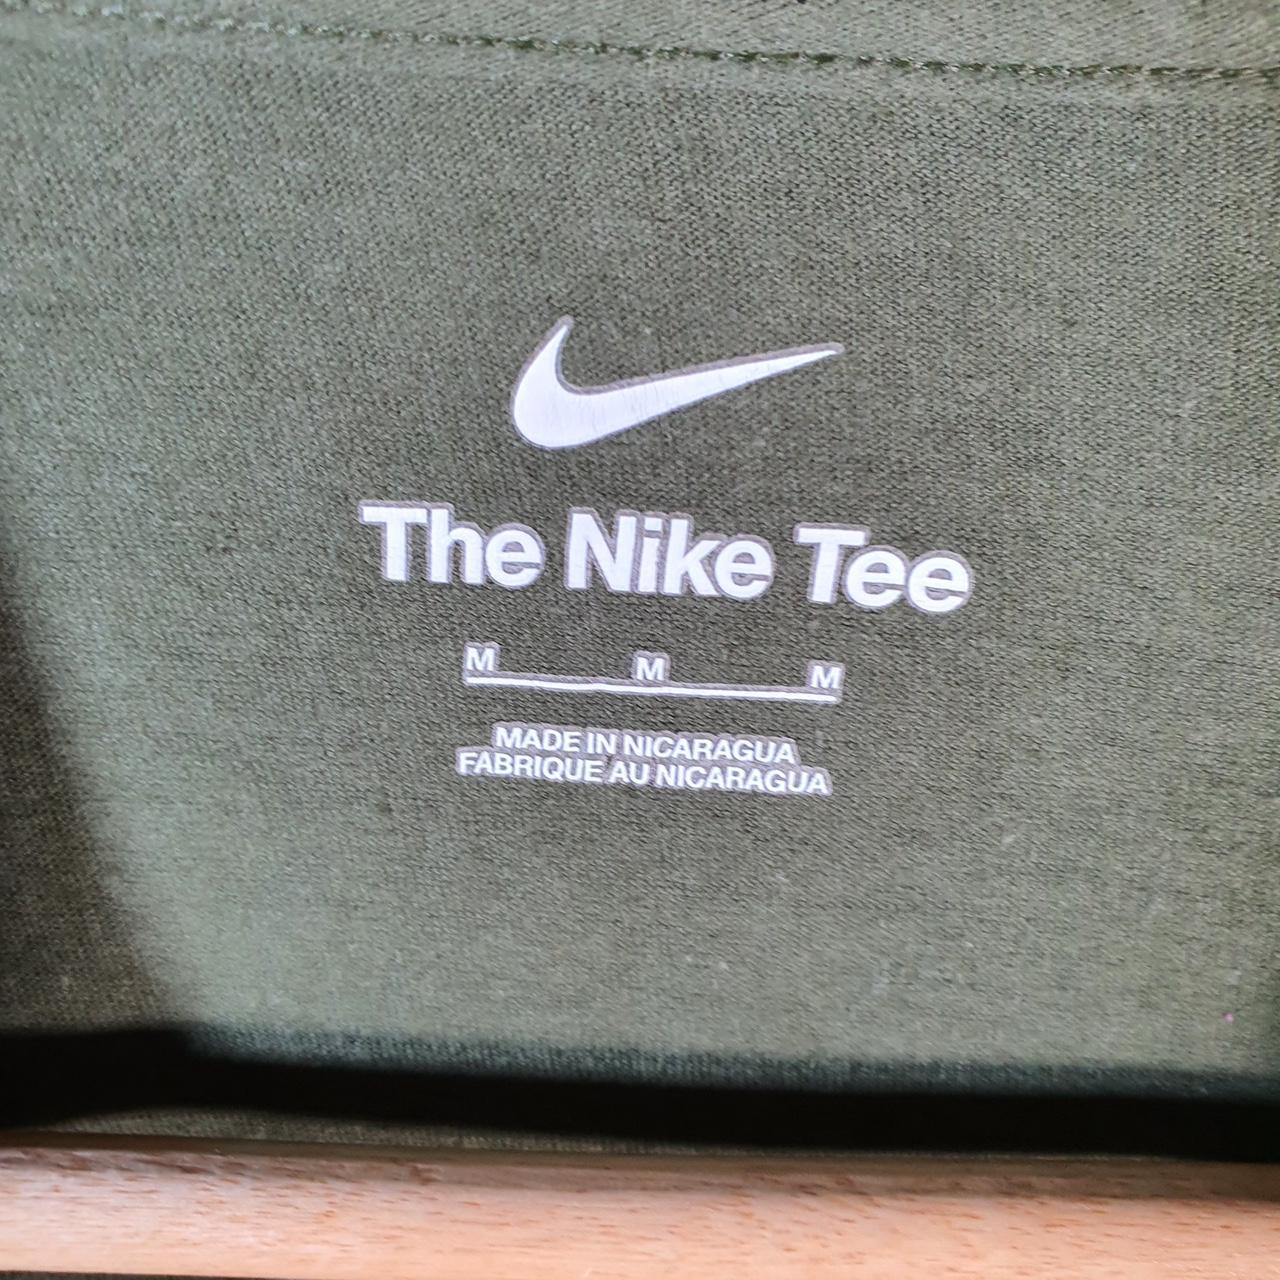 The Nike Tee
M M M
MADE IN NICARAGUA
FABRIQUE AU NICARAGUA